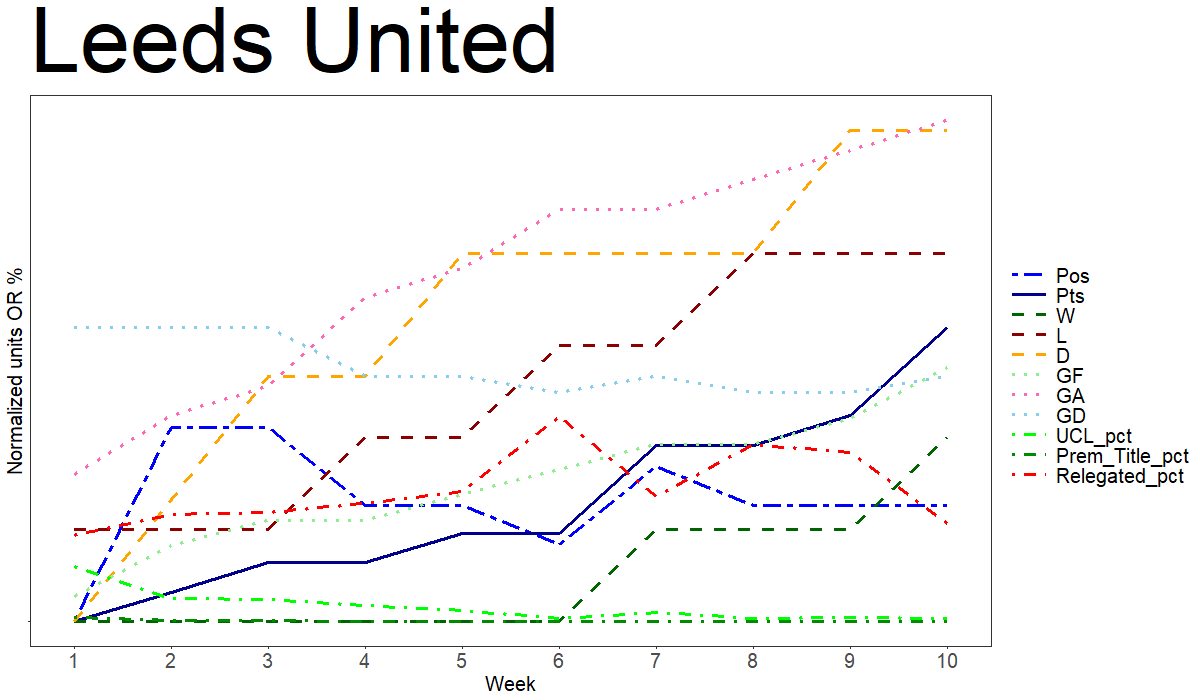 Leeds United
Normalized units OR %
1 2 3 4 5 6 7 8 9 10
Week
Pos
Pts
W
L
D
GF
GA
GD
UCL_pct
Prem_Title_pct
Relegated_pct